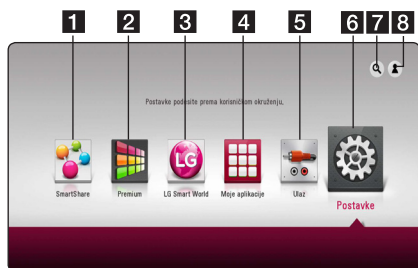 1 2 3 4 5 6 7 8
Postavke podesite prema korisničkom okruženju.
LG
SmartShare Premium LG Smart World Moje aplikacije Ulaz
Postavke